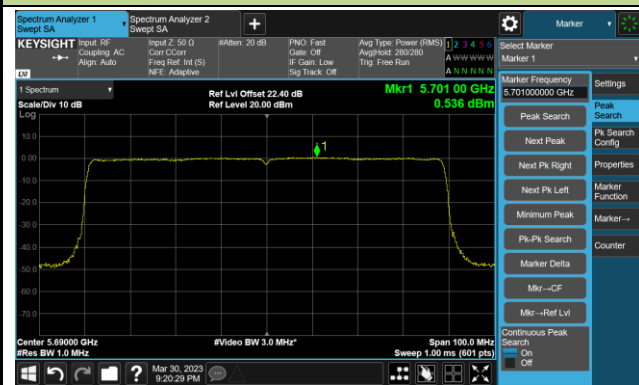 Spectrum Analyzer 1
Swept SA
Spectrum Analyzer 2
Swept SA
+
Marker
KEYSIGHT
Input: RF
Coupling: AC
Align: Auto
Input Z: 50 Ω
Corr CCorr
Freq Ref: Int (S)
NFE: Adaptive
#Atten: 20 dB
PNO: Fast
Gate: Off
IF Gain: Low
Sig Track: Off
Avg Type: Power (RMS)
Avg|Hold: 280/280
Trig: Free Run
1 2 3 4 5 6
A W W W W W
A N N N N N
LXI
Select Marker
Marker 1
1 Spectrum
Scale/Div 10 dB
Log
Ref Lvl Offset 22.40 dB
Ref Level 20.00 dBm
Mkr1 5.701 00 GHz
0.536 dBm
1
10.0
0.00
-10.0
-20.0
-30.0
-40.0
-50.0
-60.0
-70.0
Center 5.69000 GHz
#Res BW 1.0 MHz
#Video BW 3.0 MHz*
Span 100.0 MHz
Sweep 1.00 ms (601 pts)
Marker Frequency
5.701000000 GHz
Peak Search
Next Peak
Next Pk Right
Next Pk Left
Minimum Peak
Pk-Pk Search
Marker Delta
Mkr→CF
Mkr→Ref Lvl
Continuous Peak
Search
On
Off
Settings
Peak
Search
Pk Search
Config
Properties
Marker
Function
Marker→
Counter
?
Mar 30, 2023
9:20:29 PM